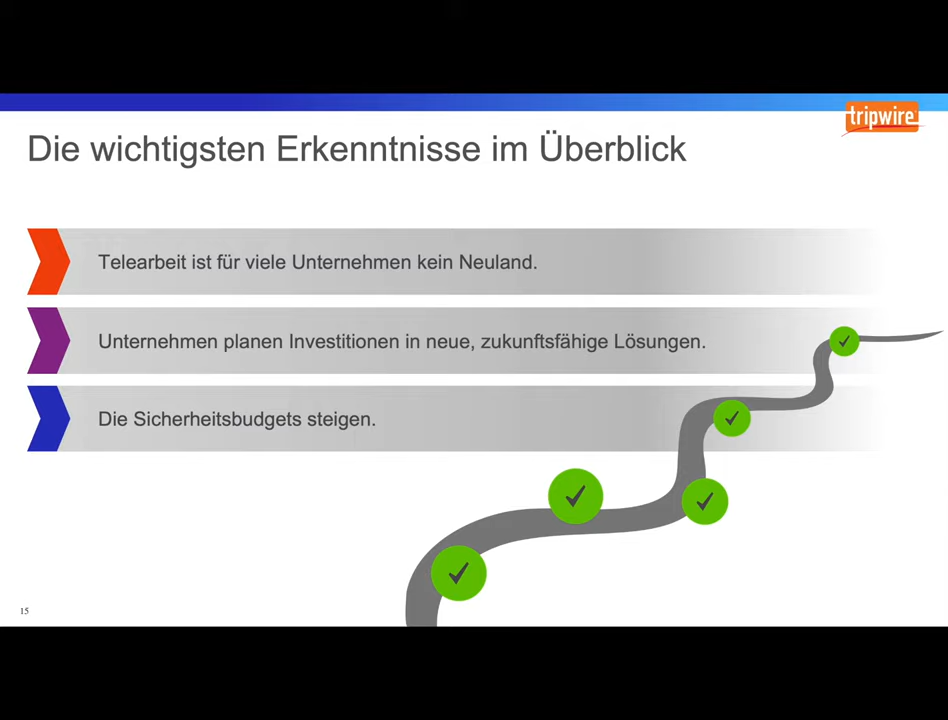 tripwire
Die wichtigsten Erkenntnisse im Überblick
Telearbeit ist für viele Unternehmen kein Neuland.
Unternehmen planen Investitionen in neue, zukunftsfähige Lösungen.
Die Sicherheitsbudgets steigen.
15